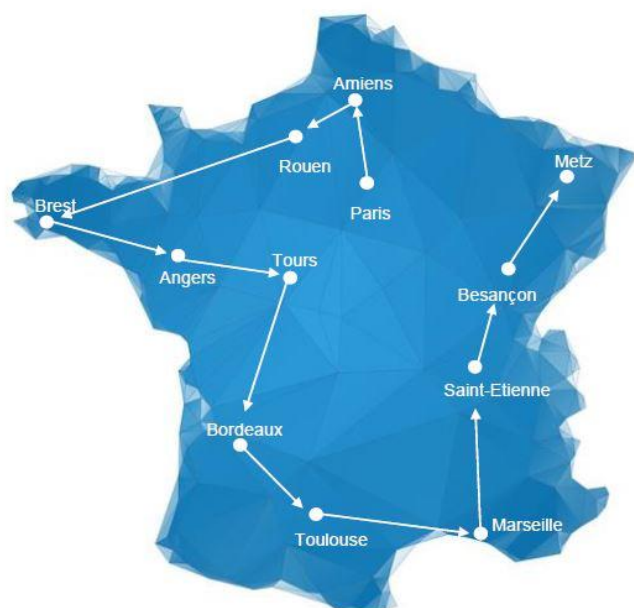 Amiens
Rouen
Metz
Paris
Brest
Tours
Angers
Besançon
Saint-Etienne
Bordeaux
Marseille
Toulouse